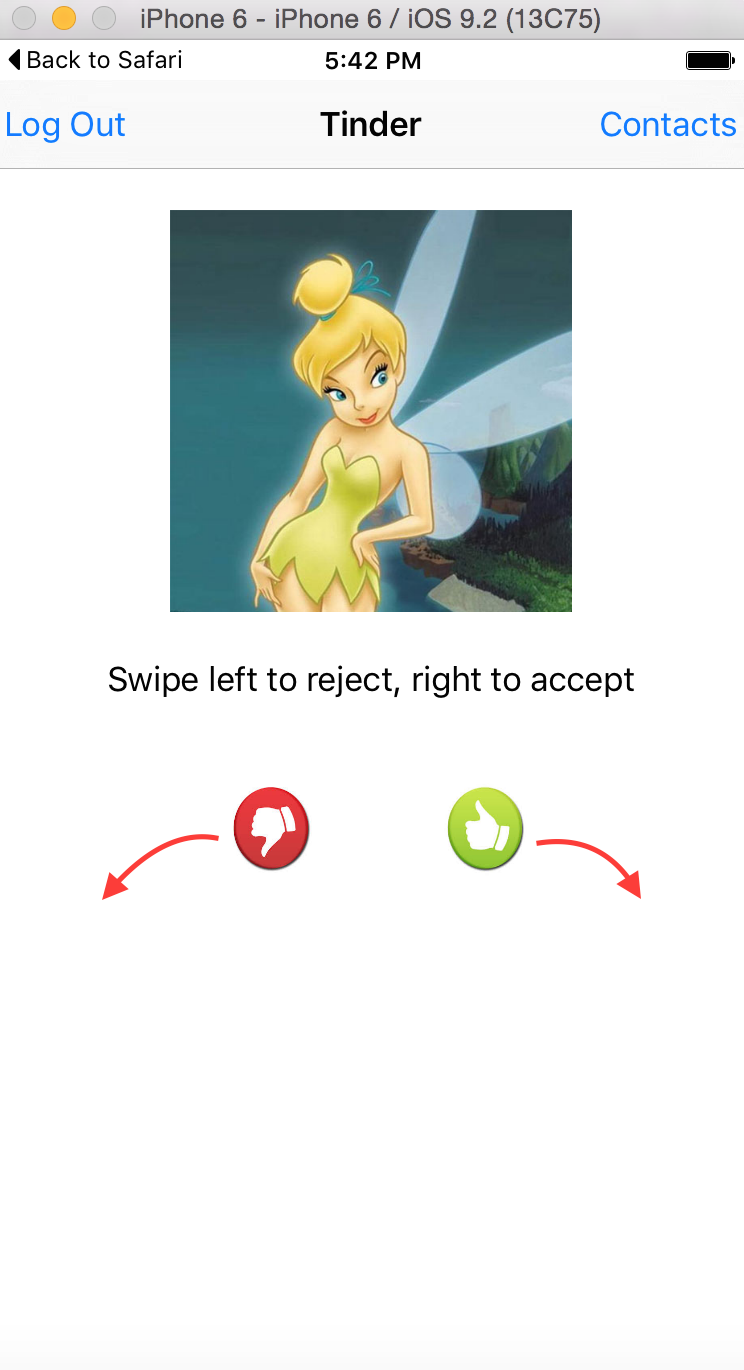 iPhone 6 - iPhone 6 / iOS 9.2 (13C75)
Back to Safari 5:42 PM
Log Out Tinder Contacts
Swipe left to reject, right to accept